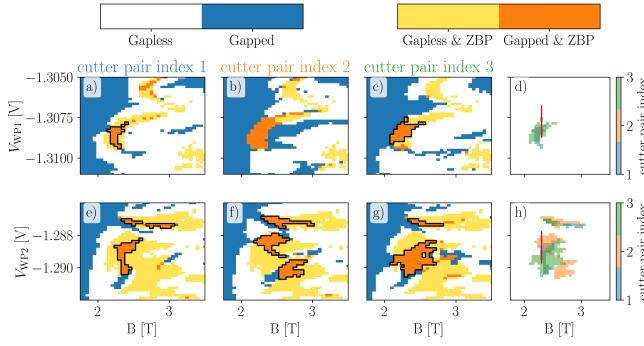 Gapless Gapped Gapless & ZBP Gapped & ZBP
cutter pair index 1 cutter pair index 2 cutter pair index 3
a) b) c) d)
V_WP1 [V]
−1.3050
−1.3075
−1.3100
3
2
1
cutter pair index
e) f) g) h)
V_WP2 [V]
−1.288
−1.290
3
2
1
cutter pair index
2 3 2 3 2 3 2 3
B [T] B [T] B [T] B [T]